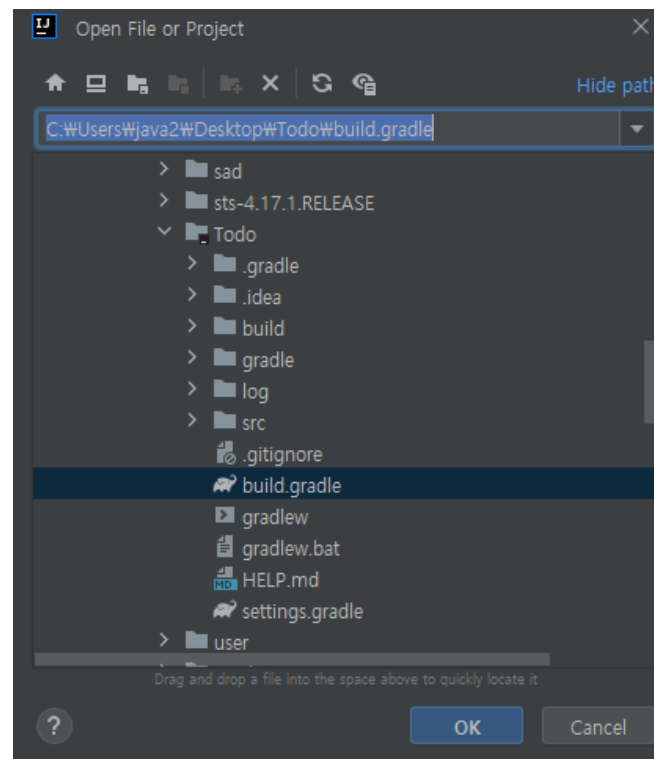 IJ
Open File or Project
Hide path
C:₩Users₩java2₩Desktop₩Todo₩build.gradle
sad
sts-4.17.1.RELEASE
Todo
.gradle
.idea
build
gradle
log
src
.gitignore
build.gradle
gradlew
gradlew.bat
MD HELP.md
settings.gradle
user
Drag and drop a file into the space above to quickly locate it
? OK Cancel